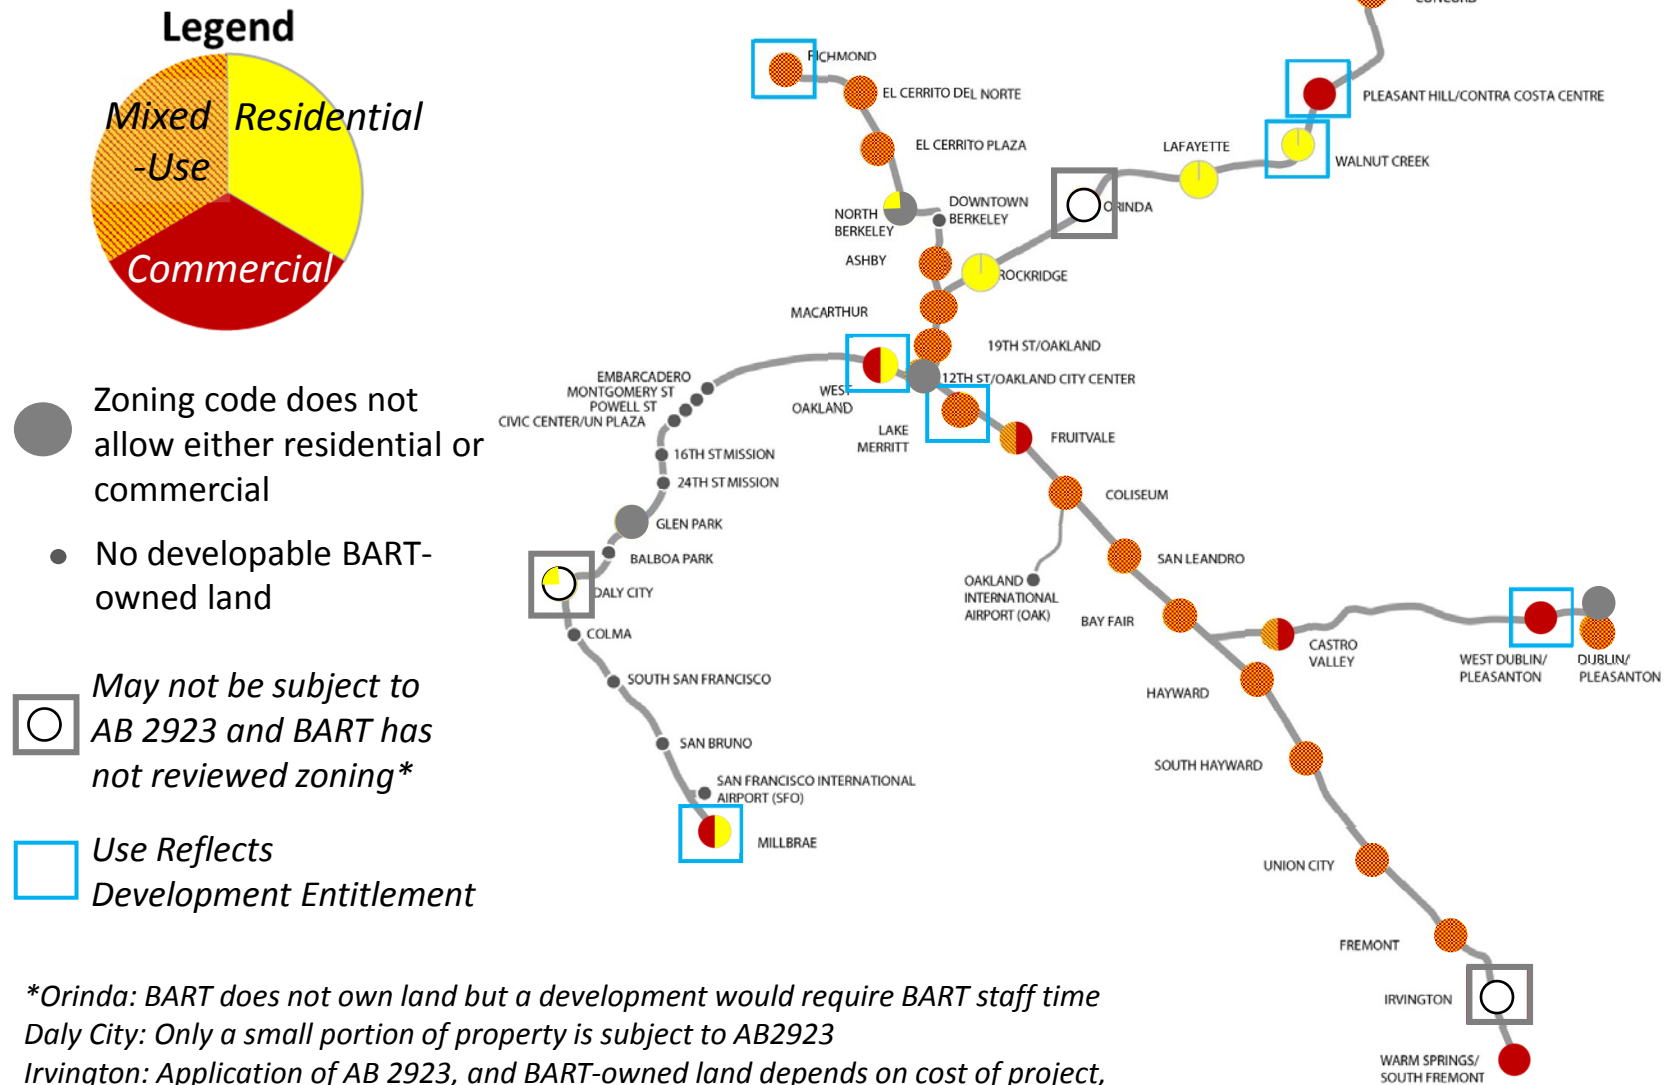 Legend
Mixed
-Use
Residential
Commercial
Zoning code does not
allow either residential or
commercial
No developable BART-
owned land
May not be subject to
AB 2923 and BART has
not reviewed zoning*
Use Reflects
Development Entitlement
CONCORD
RICHMOND
EL CERRITO DEL NORTE
PLEASANT HILL/CONTRA COSTA CENTRE
EL CERRITO PLAZA
LAFAYETTE
WALNUT CREEK
NORTH
BERKELEY
DOWNTOWN
BERKELEY
ORINDA
ASHBY
ROCKRIDGE
MACARTHUR
19TH ST/OAKLAND
12TH ST/OAKLAND CITY CENTER
EMBARCADERO
MONTGOMERY ST
POWELL ST
CIVIC CENTER/UN PLAZA
WEST
OAKLAND
LAKE
MERRITT
FRUITVALE
16TH ST MISSION
24TH ST MISSION
COLISEUM
GLEN PARK
BALBOA PARK
SAN LEANDRO
DALY CITY
OAKLAND
INTERNATIONAL
AIRPORT (OAK)
BAY FAIR
COLMA
CASTRO
VALLEY
WEST DUBLIN/
PLEASANTON
DUBLIN/
PLEASANTON
SOUTH SAN FRANCISCO
HAYWARD
SAN BRUNO
SOUTH HAYWARD
SAN FRANCISCO INTERNATIONAL
AIRPORT (SFO)
MILLBRAE
UNION CITY
FREMONT
IRVINGTON
WARM SPRINGS/
SOUTH FREMONT
*Orinda: BART does not own land but a development would require BART staff time
Daly City: Only a small portion of property is subject to AB2923
Irvington: Application of AB 2923, and BART-owned land depends on cost of project,